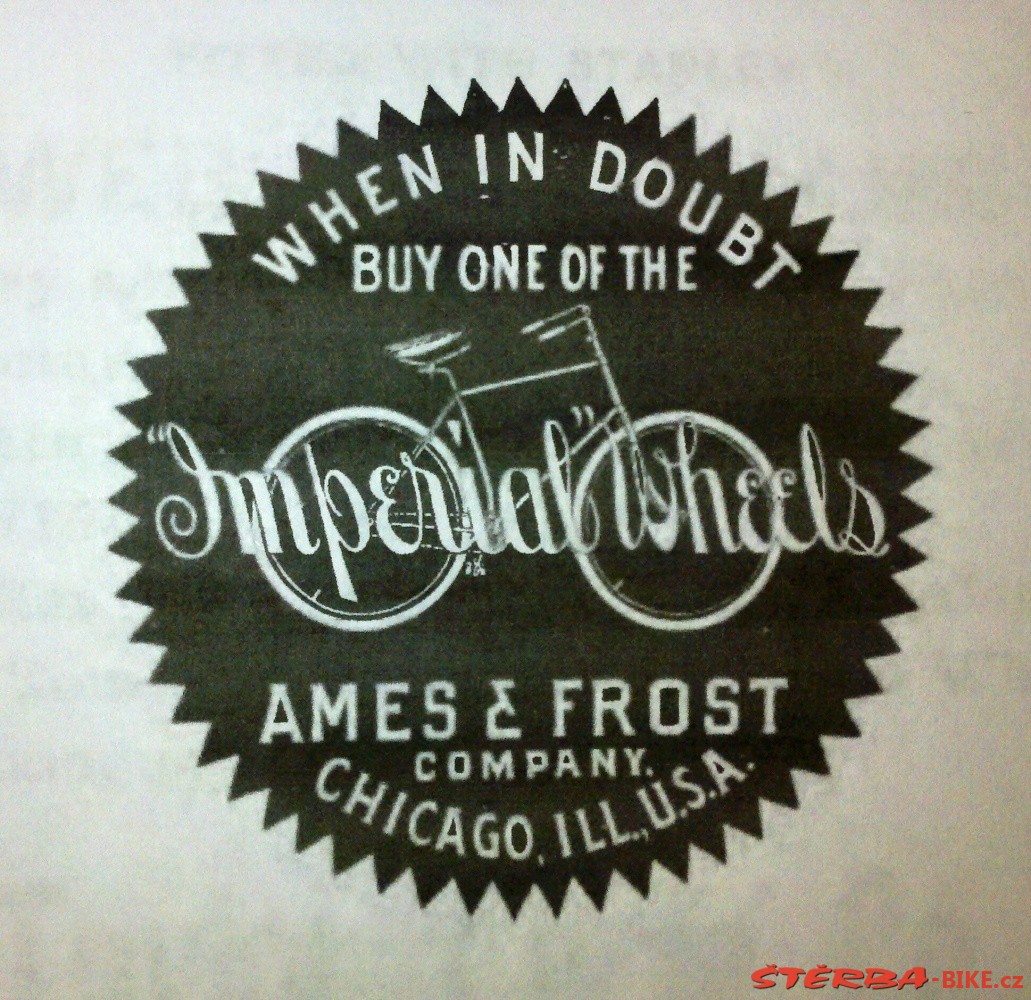 WHEN IN DOUBT
BUY ONE OF THE
"Imperial" Wheels
AMES & FROST
COMPANY.
CHICAGO, ILL., U.S.A.
ŠTĚRBA-BIKE.cz